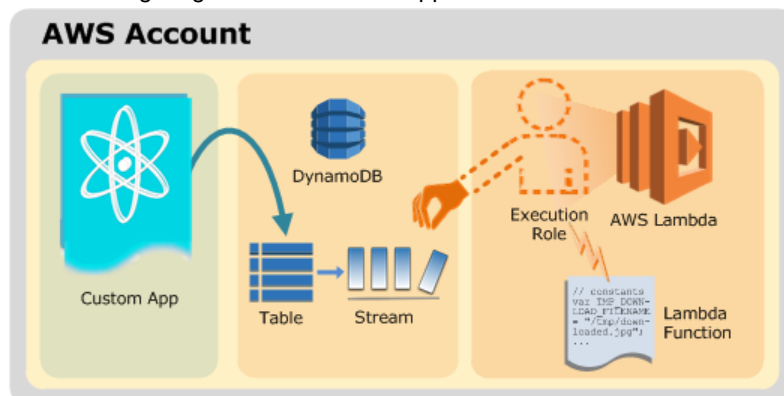 AWS Account
DynamoDB
Custom App
Table
Stream
Execution
Role
AWS Lambda
// constants
var TMP_DOWN-
LOAD_FILENAME
= "/tmp/down-
loaded.jpg";
...
Lambda
Function